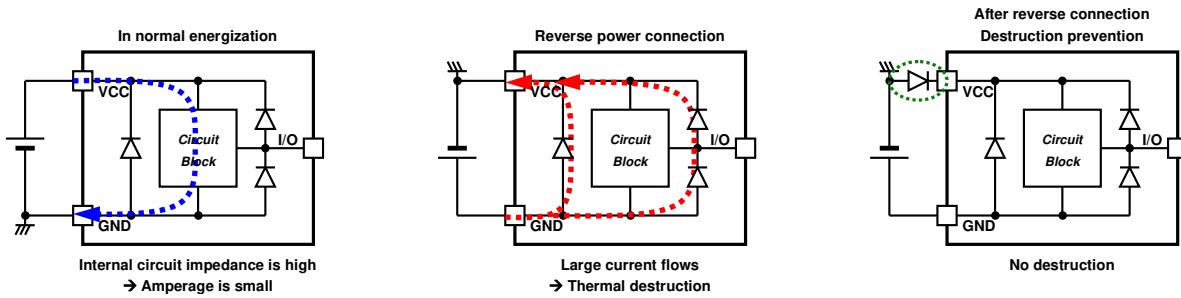 In normal energization
VCC
Circuit
Block
I/O
GND
Internal circuit impedance is high
→ Amperage is small
Reverse power connection
VCC
Circuit
Block
I/O
GND
Large current flows
→ Thermal destruction
After reverse connection
Destruction prevention
VCC
Circuit
Block
I/O
GND
No destruction